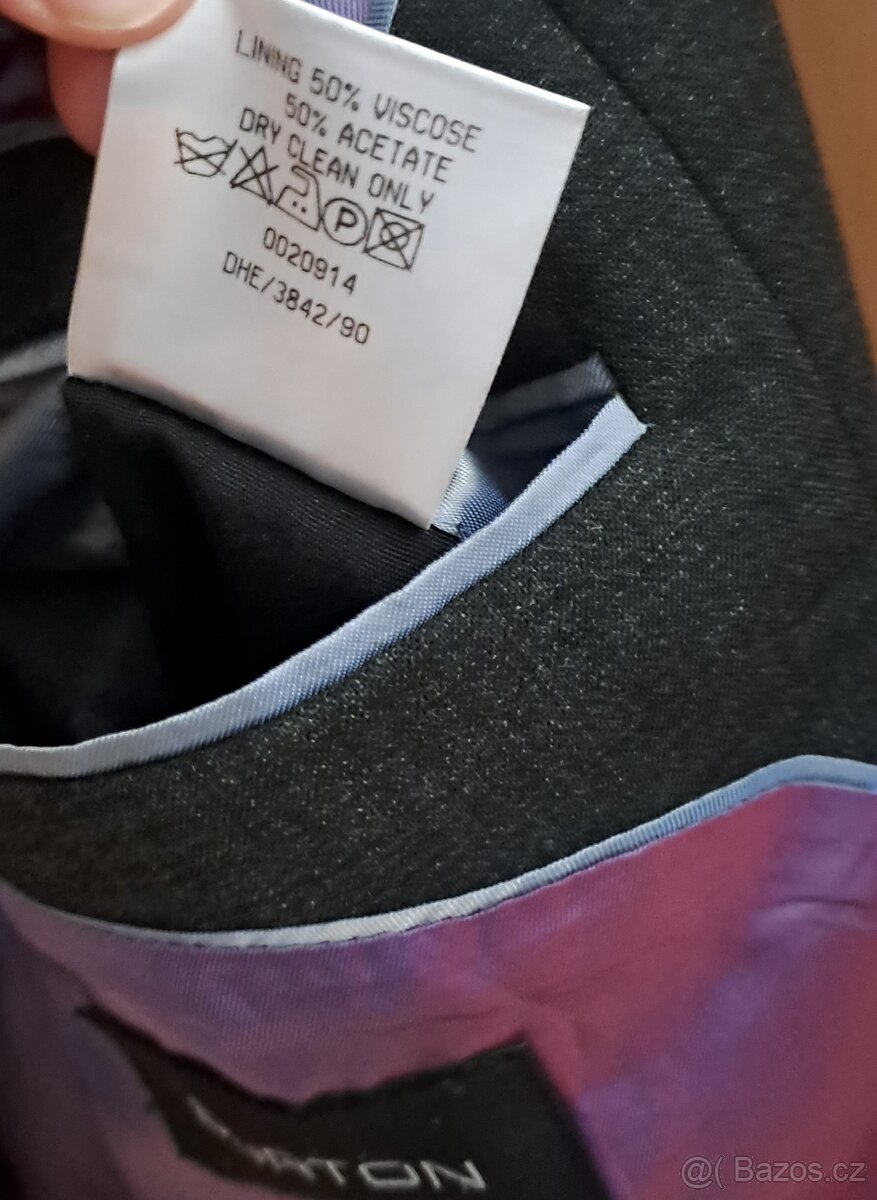 LINING 50% VISCOSE
50% ACETATE
DRY CLEAN ONLY
P
0020914
DHE/3842/90
@( Bazos.cz